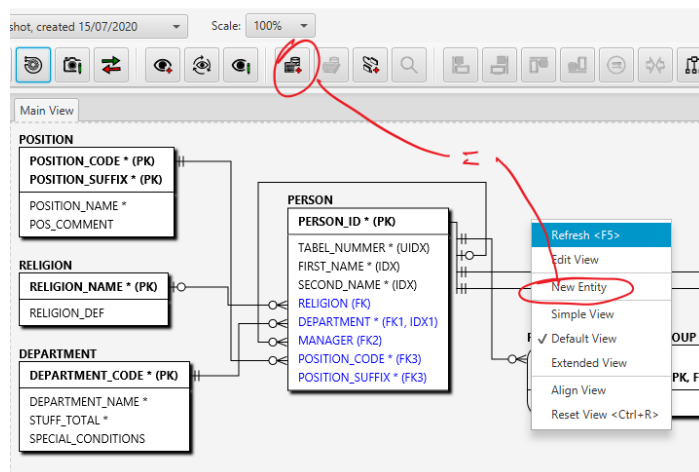 shot, created 15/07/2020 Scale: 100%
Main View
POSITION
POSITION_CODE * (PK)
POSITION_SUFFIX * (PK)
POSITION_NAME *
POS_COMMENT
RELIGION
RELIGION_NAME * (PK)
RELIGION_DEF
DEPARTMENT
DEPARTMENT_CODE * (PK)
DEPARTMENT_NAME *
STUFF_TOTAL *
SPECIAL_CONDITIONS
PERSON
PERSON_ID * (PK)
TABEL_NUMMER * (UIDX)
FIRST_NAME * (IDX)
SECOND_NAME * (IDX)
RELIGION (FK)
DEPARTMENT * (FK1, IDX1)
MANAGER (FK2)
POSITION_CODE * (FK3)
POSITION_SUFFIX * (FK3)
=
Refresh <F5>
Edit View
New Entity
Simple View
✓ Default View
Extended View
Align View
Reset View <Ctrl+R>
OUP
PK, F